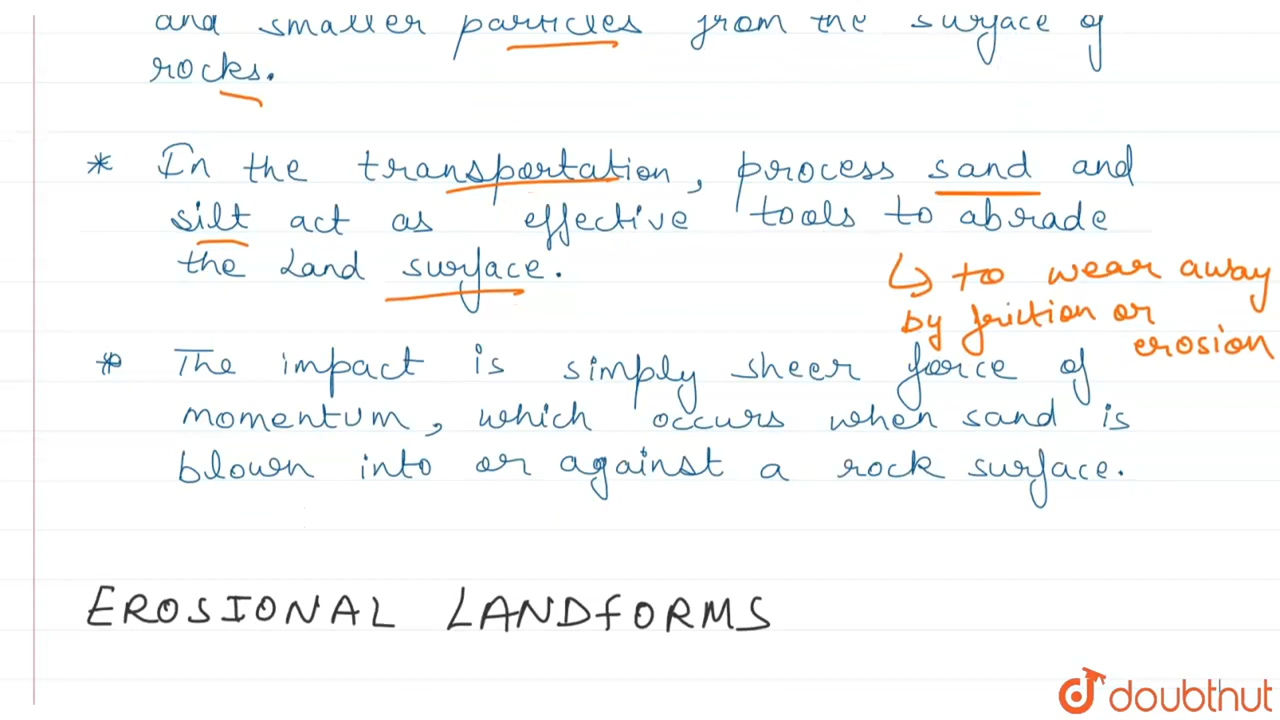 and smaller particles from the surface of
rocks.
* In the transportation, process sand and
silt act as effective tools to abrade
the Land surface.
↳ to wear away
by friction or
erosion
* The impact is simply sheer force of
momentum, which occurs when sand is
blown into or against a rock surface.
EROSIONAL LANDFORMS
doubtnut